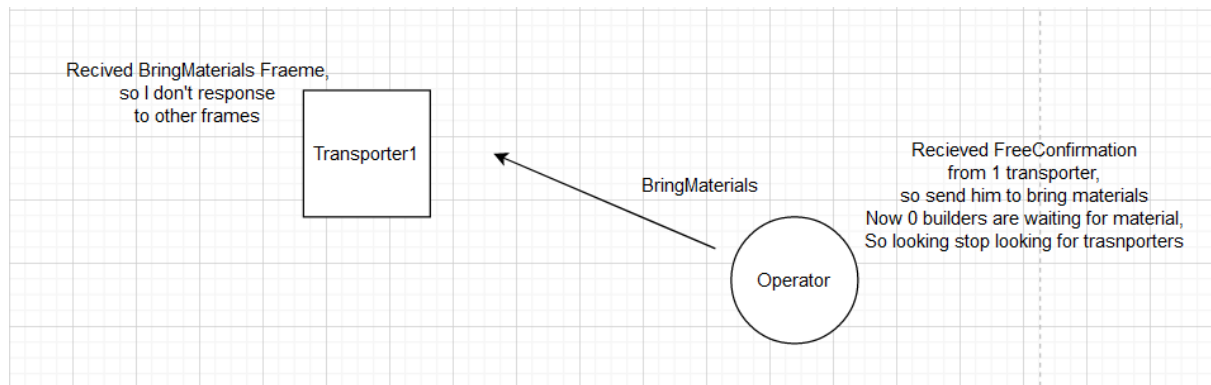 Recived BringMaterials Fraeme,
so I don't response
to other frames
Transporter1
BringMaterials
Recieved FreeConfirmation
from 1 transporter,
so send him to bring materials
Now 0 builders are waiting for material,
So looking stop looking for trasnporters
Operator